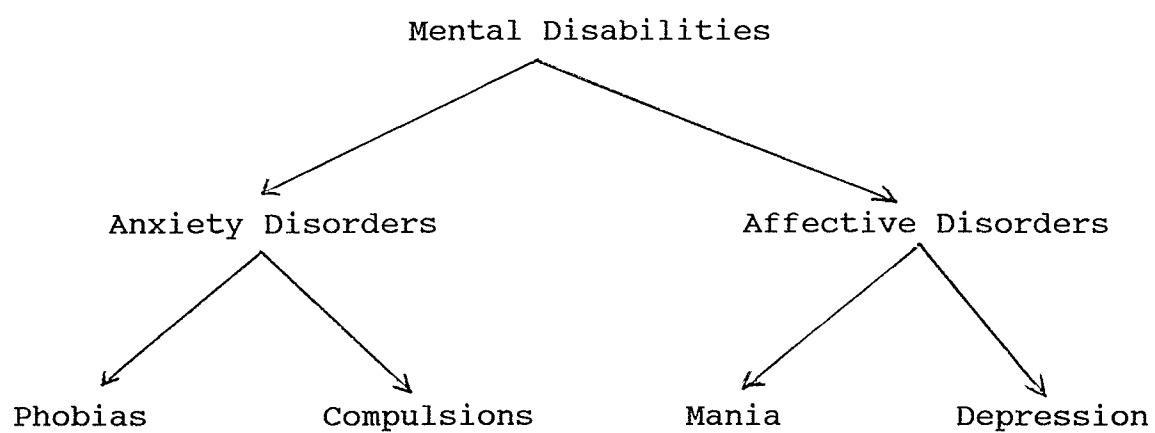 Mental Disabilities
Anxiety Disorders Affective Disorders
Phobias Compulsions Mania Depression